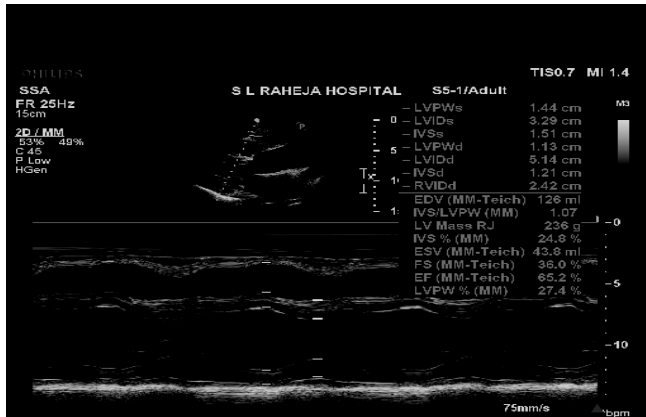 PHILIPS
TIS0.7 MI 1.4
SSA
S L RAHEJA HOSPITAL
S5-1/Adult
FR 25Hz
15cm
M3
2D / MM
53% 49%
C 45
P Low
HGen
LVPWs 1.44 cm
LVIDs 3.29 cm
IVSs 1.51 cm
LVPWd 1.13 cm
LVIDd 5.14 cm
IVSd 1.21 cm
RVIDd 2.42 cm
EDV (MM-Teich) 126 ml
IVS/LVPW (MM) 1.07
LV Mass RJ 236 g
IVS % (MM) 24.8 %
ESV (MM-Teich) 43.8 ml
FS (MM-Teich) 36.0 %
EF (MM-Teich) 65.2 %
LVPW % (MM) 27.4 %
P
0
5
10
0
5
10
75mm/s
bpm